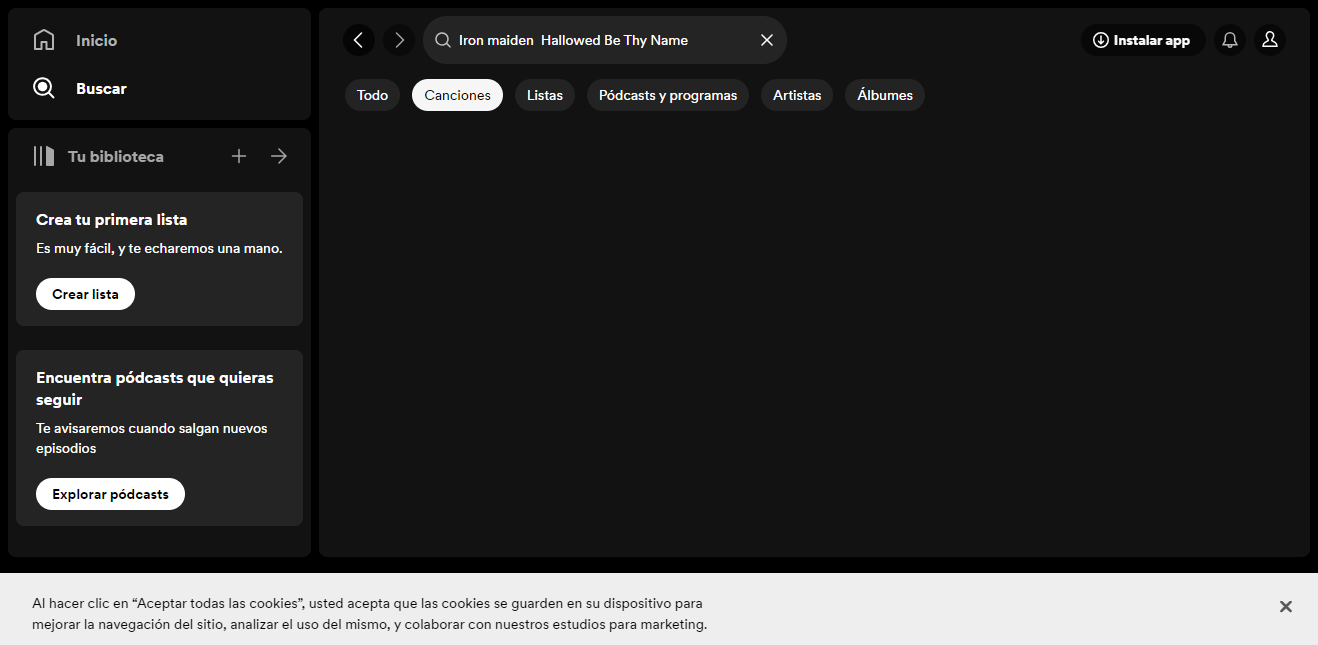 Inicio
Buscar
Tu biblioteca
Crea tu primera lista
Es muy fácil, y te echaremos una mano.
Crear lista
Encuentra pódcasts que quieras
seguir
Te avisaremos cuando salgan nuevos
episodios
Explorar pódcasts
Iron maiden  Hallowed Be Thy Name
Instalar app
Todo
Canciones
Listas
Pódcasts y programas
Artistas
Álbumes
Al hacer clic en “Aceptar todas las cookies”, usted acepta que las cookies se guarden en su dispositivo para
mejorar la navegación del sitio, analizar el uso del mismo, y colaborar con nuestros estudios para marketing.